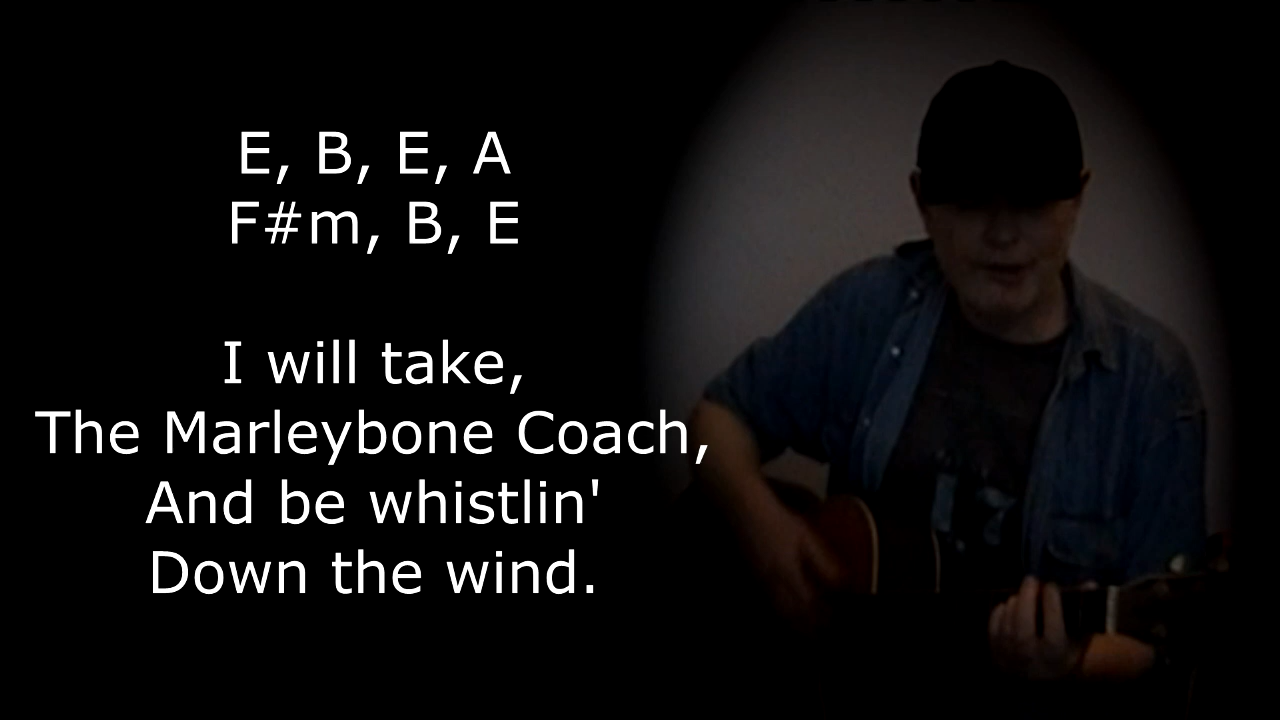 E, B, E, A
F#m, B, E
I will take,
The Marleybone Coach,
And be whistlin'
Down the wind.